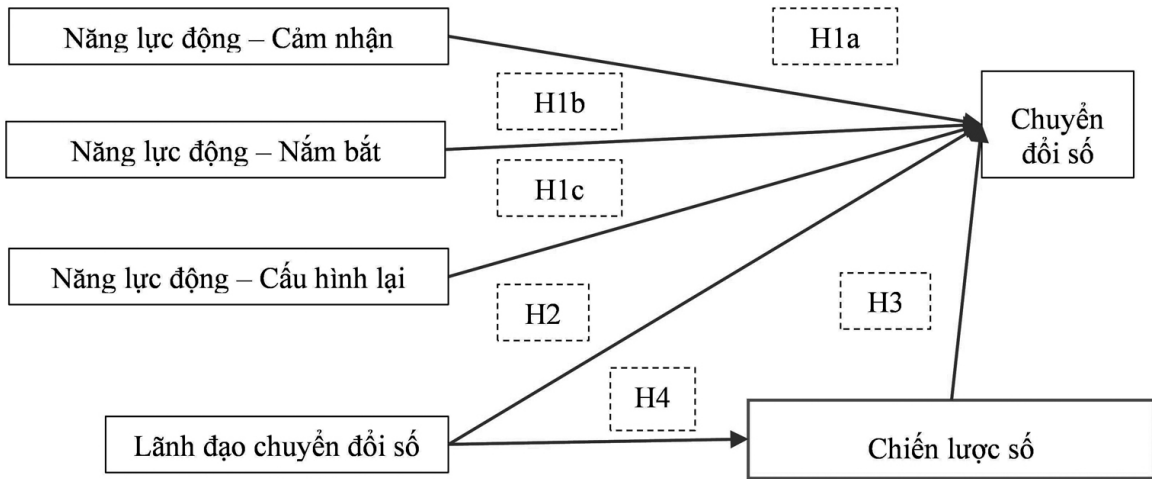 Năng lực động – Cảm nhận
H1a
H1b
Chuyển
đổi số
Năng lực động – Nắm bắt
H1c
Năng lực động – Cấu hình lại
H2
H3
H4
Lãnh đạo chuyển đổi số
Chiến lược số